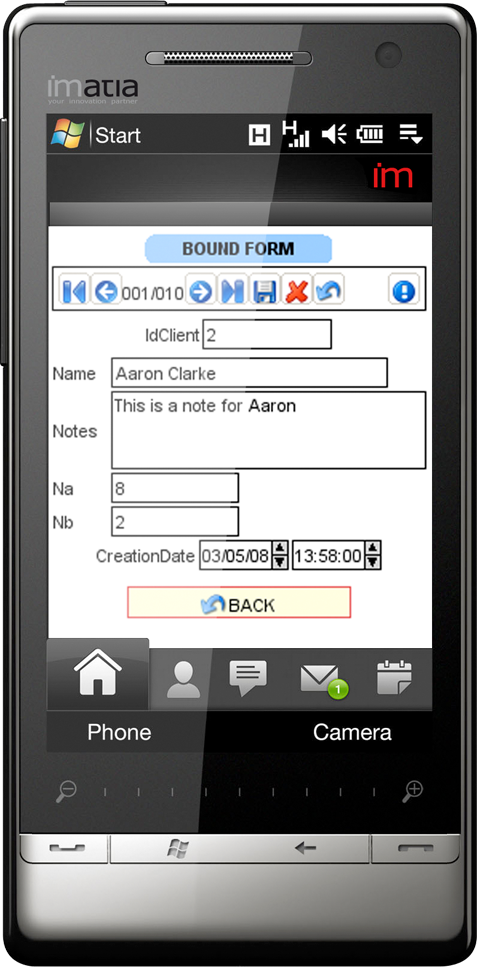 imatia
your innovation partner
Start
H
H
im
BOUND FORM
001/010
IdClient 2
Name Aaron Clarke
Notes This is a note for Aaron
Na 8
Nb 2
CreationDate 03/05/08 13:58:00
BACK
1
Phone Camera